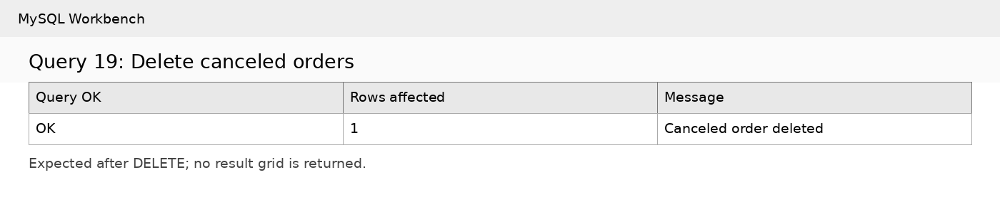 MySQL Workbench
Query 19: Delete canceled orders
Query OK Rows affected Message
OK 1 Canceled order deleted
Expected after DELETE; no result grid is returned.